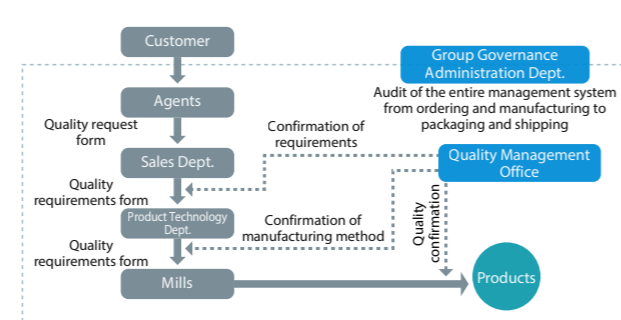 Customer
Group Governance
Administration Dept.
Audit of the entire management system
from ordering and manufacturing to
packaging and shipping
Agents
Quality request
form
Confirmation of
requirements
Sales Dept.
Quality Management
Office
Quality
requirements form
Product Technology
Dept.
Confirmation of
manufacturing method
Quality
confirmation
Quality
requirements form
Mills
Products